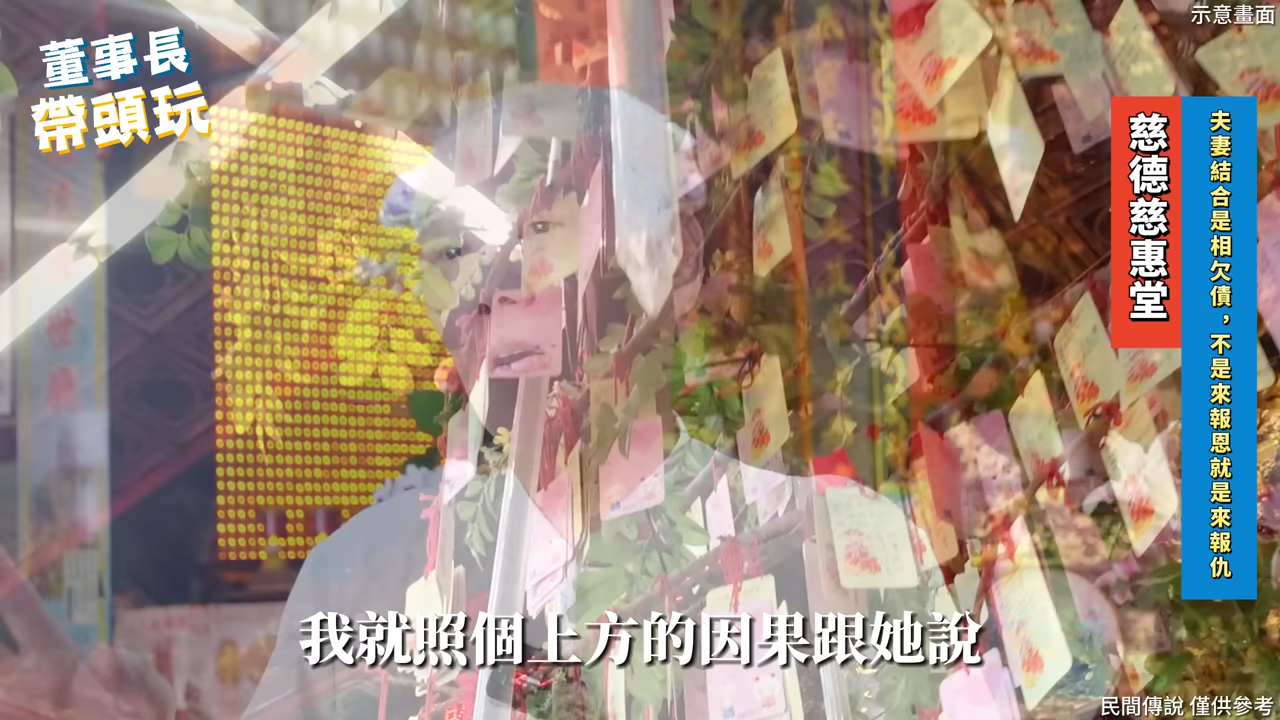 示意畫面
董事長
帶頭玩
慈德慈惠堂
夫妻結合是相欠債，不是來報恩就是來報仇
我就照個上方的因果跟她說
民間傳說 僅供參考